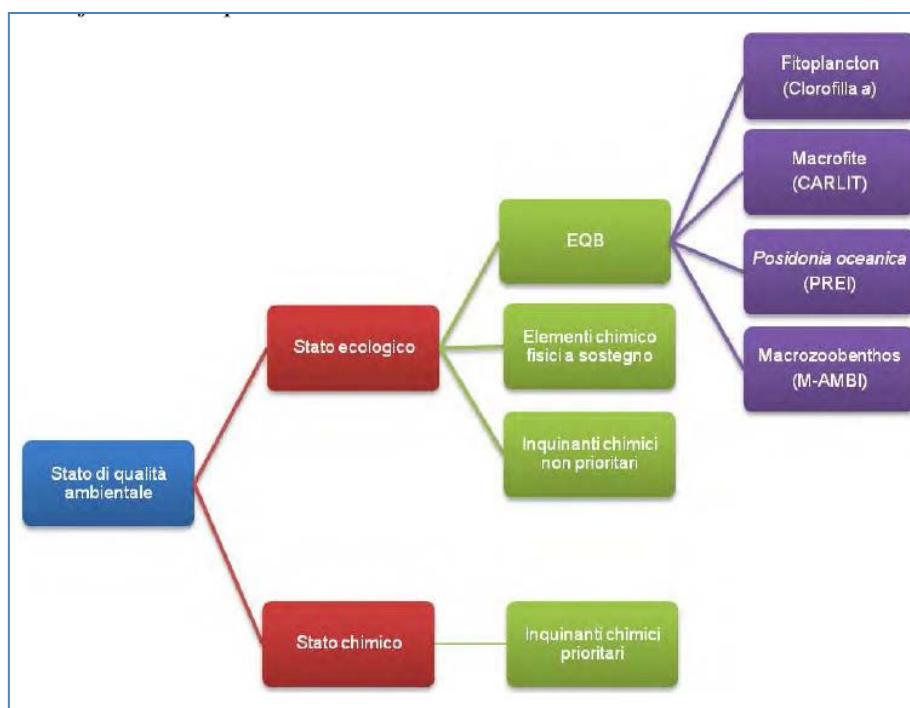 Fitoplancton
(Clorofilla a)
Macrofite
(CARLIT)
EQB
Posidonia oceanica
(PREI)
Stato ecologico
Elementi chimico
fisici a sostegno
Macrozoobenthos
(M-AMBI)
Inquinanti chimici
non prioritari
Stato di qualità
ambientale
Stato chimico
Inquinanti chimici
prioritari